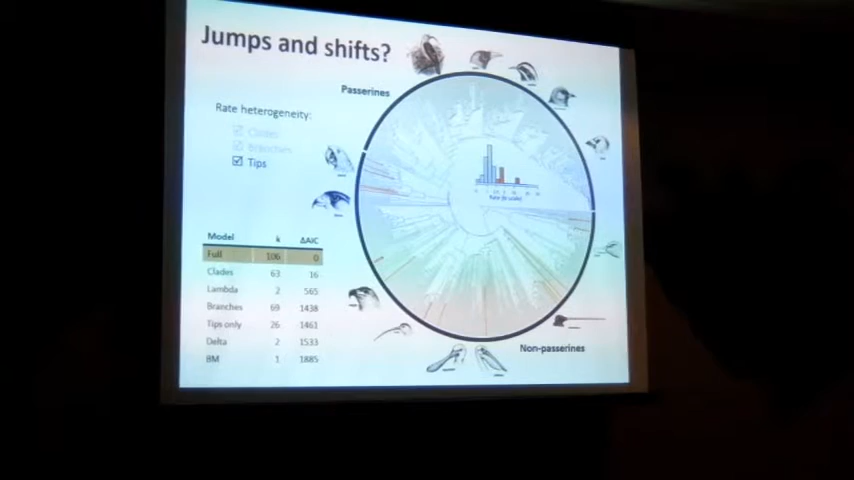 Jumps and shifts?
Passerines
Rate heterogeneity:
Clades
Branches
Tips
Model k ΔAIC
Full 106 0
Clades 63 16
Lambda 2 565
Branches 69 1438
Tips only 26 1461
Delta 2 1533
BM 1 1885
Non-passerines